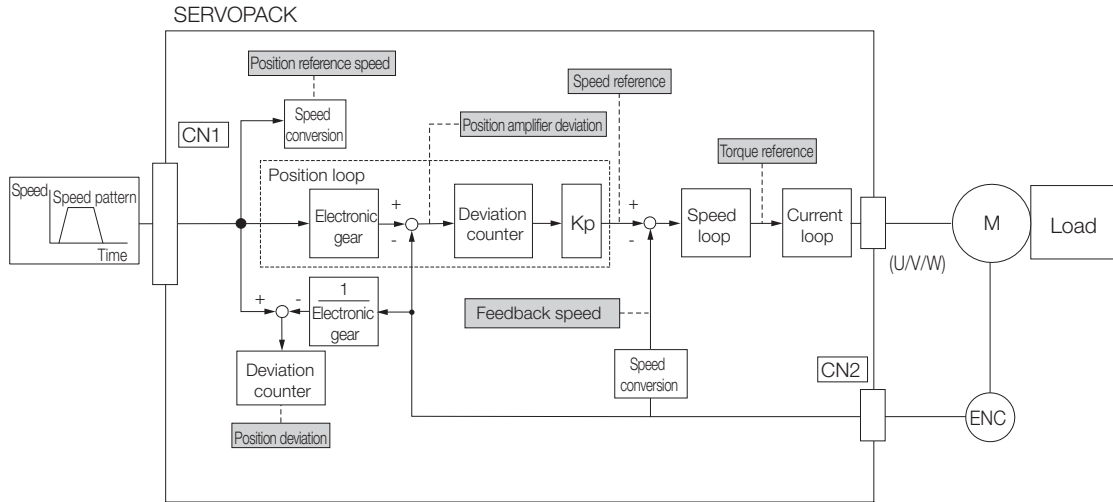 SERVOPACK
Position reference speed
Speed reference
CN1
Speed
conversion
Position amplifier deviation
Torque reference
Position loop
Speed
Speed pattern
Time
Electronic
gear
+
-
Deviation
counter
Kp
+
-
Speed
loop
Current
loop
M
Load
(U/V/W)
+
-
1
Electronic
gear
Feedback speed
Deviation
counter
Speed
conversion
CN2
ENC
Position deviation